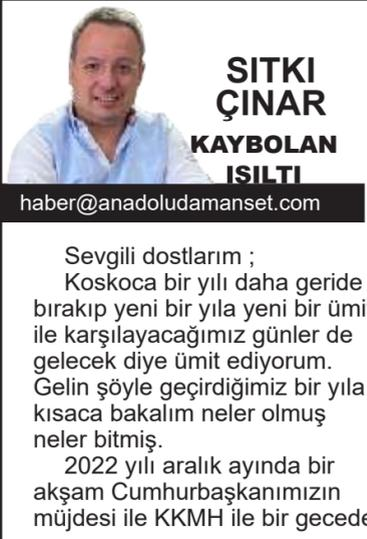 SITKI
ÇINAR
KAYBOLAN
IŞILTI
haber@anadoludamanset.com
Sevgili dostlarım ;
Koskoca bir yılı daha geride
bırakıp yeni bir yıla yeni bir ümi
ile karşılayacağımız günler de
gelecek diye ümit ediyorum.
Gelin şöyle geçirdiğimiz bir yıla
kısaca bakalım neler olmuş
neler bitmiş.
2022 yılı aralık ayında bir
akşam Cumhurbaşkanımızın
müjdesi ile KKMH ile bir gecede